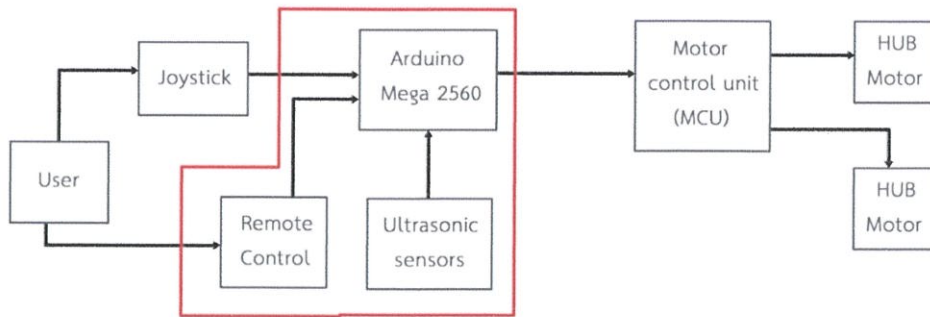 Joystick
Arduino
Mega 2560
Motor
control unit
(MCU)
HUB
Motor
User
Remote
Control
Ultrasonic
sensors
HUB
Motor